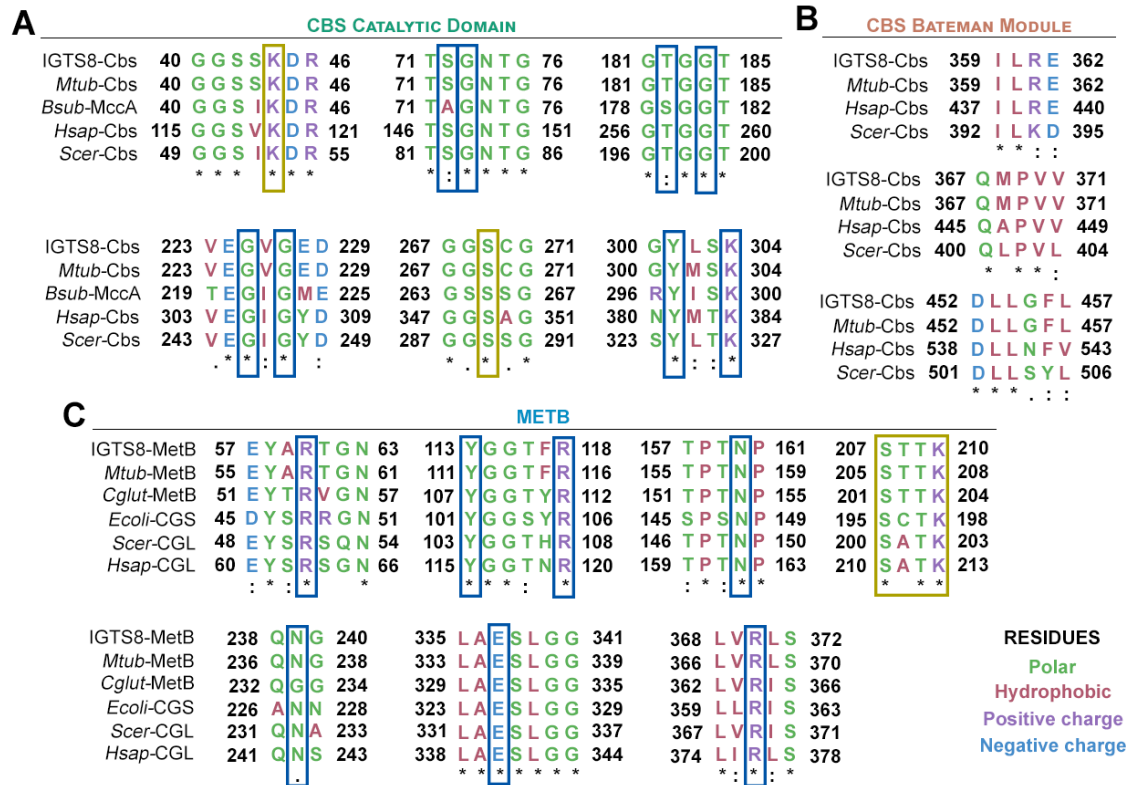 A
CBS CATALYTIC DOMAIN
IGTS8-Cbs 40 G G S S K D R 46 71 T S G N T G 76 181 G T G G T 185
Mtub-Cbs 40 G G S S K D R 46 71 T S G N T G 76 181 G T G G T 185
Bsub-MccA 40 G G S I K D R 46 71 T A G N T G 76 178 G S G G T 182
Hsap-Cbs 115 G G S V K D R 121 146 T S G N T G 151 256 G T G G T 260
Scer-Cbs 49 G G S I K D R 55 81 T S G N T G 86 196 G T G G T 200
* * * * * * * : * * * * * : * * *
IGTS8-Cbs 223 V E G V G E D 229 267 G G S C G 271 300 G Y L S K 304
Mtub-Cbs 223 V E G V G E D 229 267 G G S C G 271 300 G Y M S K 304
Bsub-MccA 219 T E G I G M E 225 263 G S S S G 267 296 R Y I S K 300
Hsap-Cbs 303 V E G I G Y D 309 347 G G S A G 351 380 N Y M T K 384
Scer-Cbs 243 V E G I G Y D 249 287 G G S S G 291 323 S Y L T K 327
. * * : * : * . * . * * : : *
B
CBS BATEMAN MODULE
IGTS8-Cbs 359 I L R E 362
Mtub-Cbs 359 I L R E 362
Hsap-Cbs 437 I L R E 440
Scer-Cbs 392 I L K D 395
* * : :
IGTS8-Cbs 367 Q M P V V 371
Mtub-Cbs 367 Q M P V V 371
Hsap-Cbs 445 Q A P V V 449
Scer-Cbs 400 Q L P V L 404
* * * :
IGTS8-Cbs 452 D L L G F L 457
Mtub-Cbs 452 D L L G F L 457
Hsap-Cbs 538 D L L N F V 543
Scer-Cbs 501 D L L S Y L 506
* * * . : :
C
METB
IGTS8-MetB 57 E Y A R T G N 63 113 Y G G T F R 118 157 T P T N P 161 207 S T T K 210
Mtub-MetB 55 E Y A R T G N 61 111 Y G G T F R 116 155 T P T N P 159 205 S T T K 208
Cglut-MetB 51 E Y T R V G N 57 107 Y G G T Y R 112 151 T P T N P 155 201 S T T K 204
Ecoli-CGS 45 D Y S R R G N 51 101 Y G G S Y R 106 145 S P S N P 149 195 S C T K 198
Scer-CGL 48 E Y S R S Q N 54 103 Y G G T H R 108 146 T P T N P 150 200 S A T K 203
Hsap-CGL 60 E Y S R S G N 66 115 Y G G T N R 120 159 T P T N P 163 210 S A T K 213
: * : * * * * * : * : * : * * * * *
IGTS8-MetB 238 Q N G 240 335 L A E S L G G 341 368 L V R L S 372
Mtub-MetB 236 Q N G 238 333 L A E S L G G 339 366 L V R L S 370
Cglut-MetB 232 Q G G 234 329 L A E S L G G 335 362 L V R I S 366
Ecoli-CGS 226 A N N 228 323 L A E S L G G 329 359 L L R I S 363
Scer-CGL 231 Q N A 233 331 L A E S L G G 337 367 L V R I S 371
Hsap-CGL 241 Q N S 243 338 L A E S L G G 344 374 L I R L S 378
. * * * * * * * * : * : *
RESIDUES
Polar
Hydrophobic
Positive charge
Negative charge